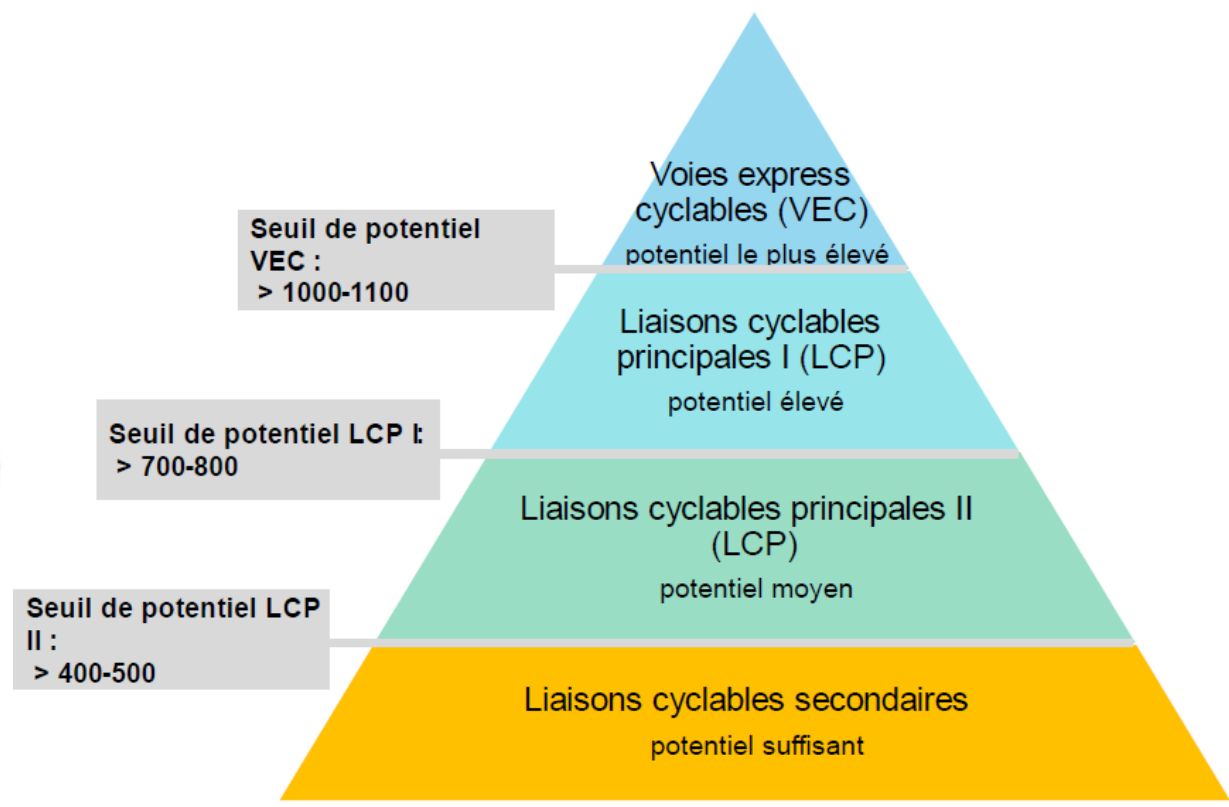 Voies express
cyclables (VEC)
potentiel le plus élevé
Seuil de potentiel
VEC :
> 1000-1100
Liaisons cyclables
principales I (LCP)
potentiel élevé
Seuil de potentiel LCP I:
> 700-800
Liaisons cyclables principales II
(LCP)
potentiel moyen
Seuil de potentiel LCP
II :
> 400-500
Liaisons cyclables secondaires
potentiel suffisant